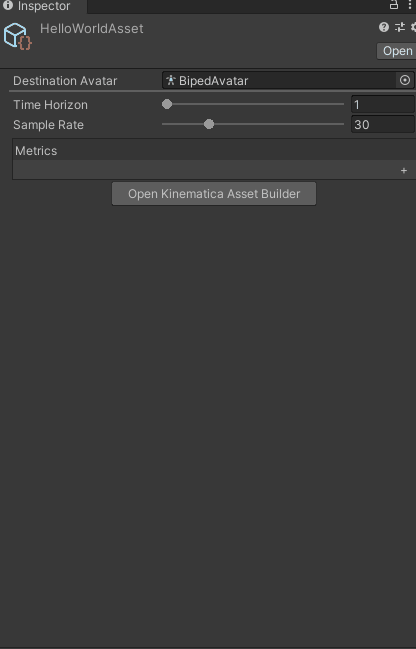 Inspector
HelloWorldAsset
Open
Destination Avatar BipedAvatar
Time Horizon 1
Sample Rate 30
Metrics
+
Open Kinematica Asset Builder